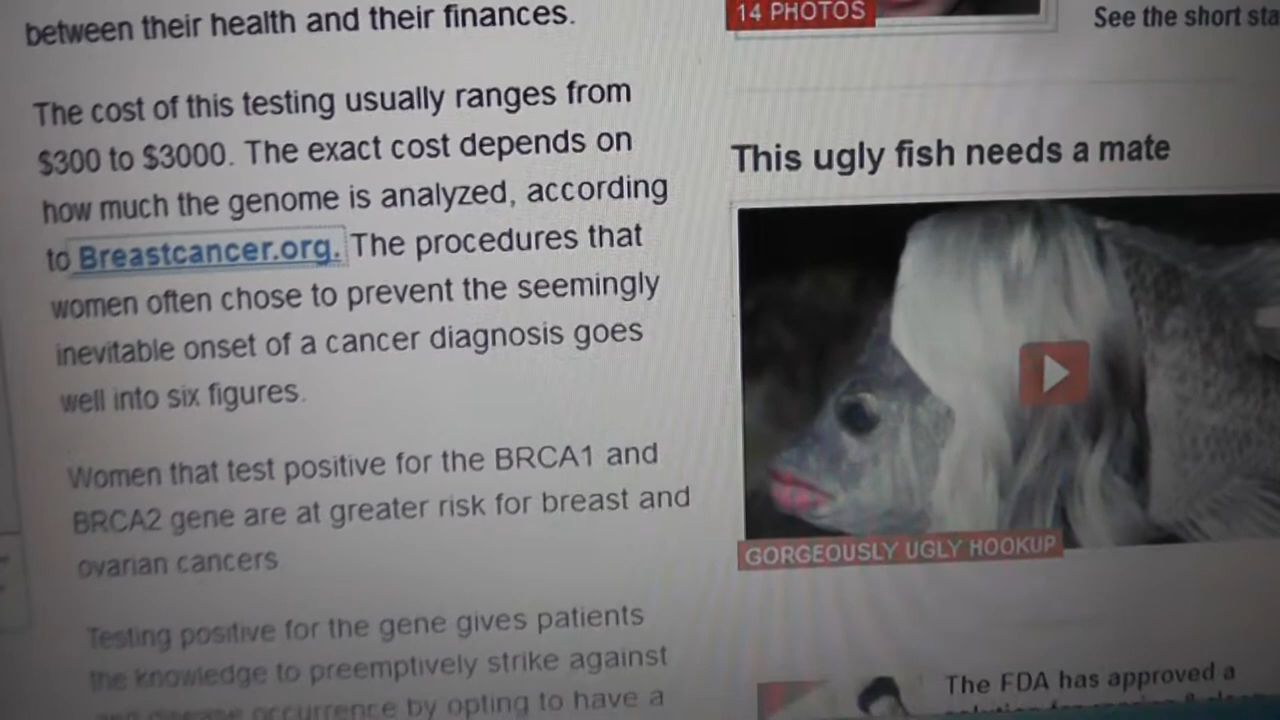 between their health and their finances.
The cost of this testing usually ranges from
$300 to $3000. The exact cost depends on
how much the genome is analyzed, according
to Breastcancer.org. The procedures that
women often chose to prevent the seemingly
inevitable onset of a cancer diagnosis goes
well into six figures.
Women that test positive for the BRCA1 and
BRCA2 gene are at greater risk for breast and
ovarian cancers
Testing positive for the gene gives patients
the knowledge to preemptively strike against
and disease occurrence by opting to have a
14 PHOTOS
See the short sta
This ugly fish needs a mate
GORGEOUSLY UGLY HOOKUP
The FDA has approved a